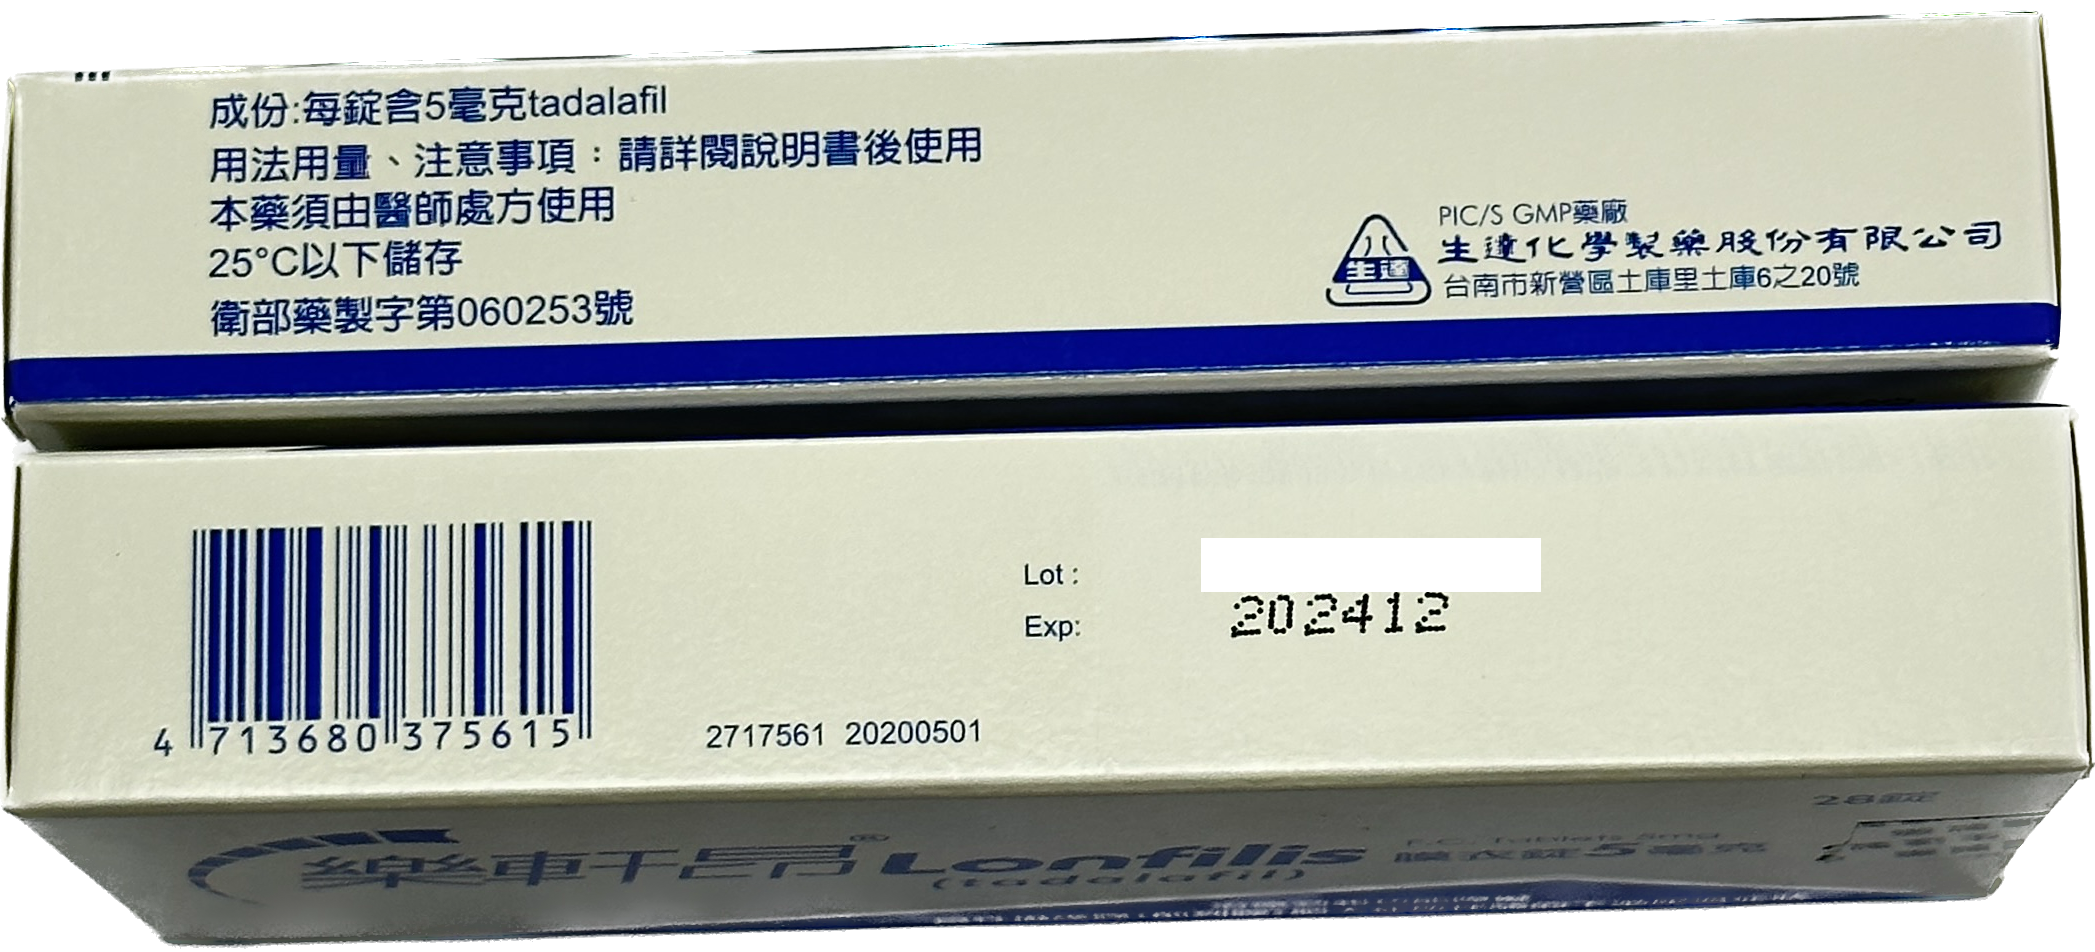 成份:每錠含5毫克tadalafil
用法用量、注意事項：請詳閱說明書後使用
本藥須由醫師處方使用
25°C以下儲存
衛部藥製字第060253號
PIC/S GMP藥廠
生達
生達化學製藥股份有限公司
台南市新營區土庫里土庫6之20號
Lot :
Exp: 202412
4 713680 375615
2717561 20200501
28錠
樂軒昂® Lonfilis F.C. Tablets 5mg
(tadalafil) 膜衣錠5毫克